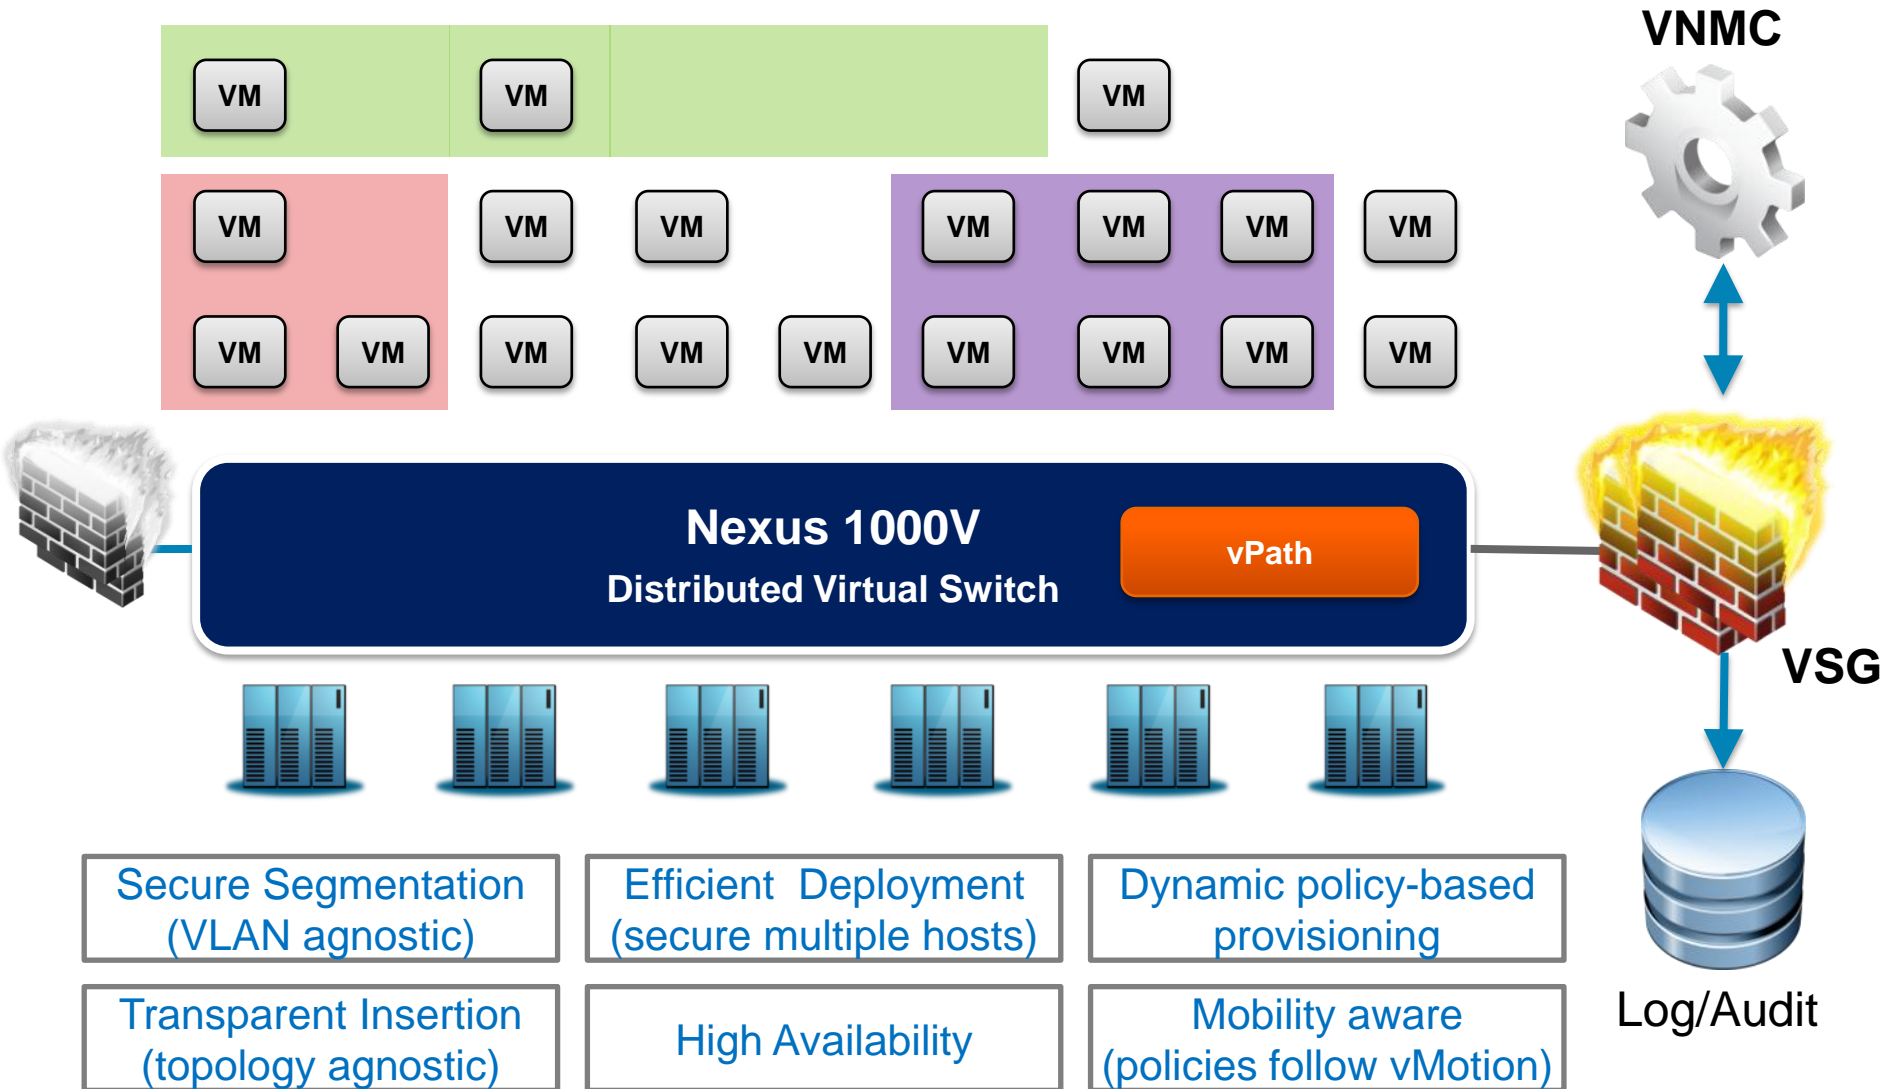 VNMC
VM VM VM
VM VM VM VM VM VM VM
VM VM VM VM VM VM VM VM VM
Nexus 1000V
Distributed Virtual Switch
vPath
VSG
Secure Segmentation
(VLAN agnostic)
Efficient Deployment
(secure multiple hosts)
Dynamic policy-based
provisioning
Transparent Insertion
(topology agnostic)
High Availability
Mobility aware
(policies follow vMotion)
Log/Audit